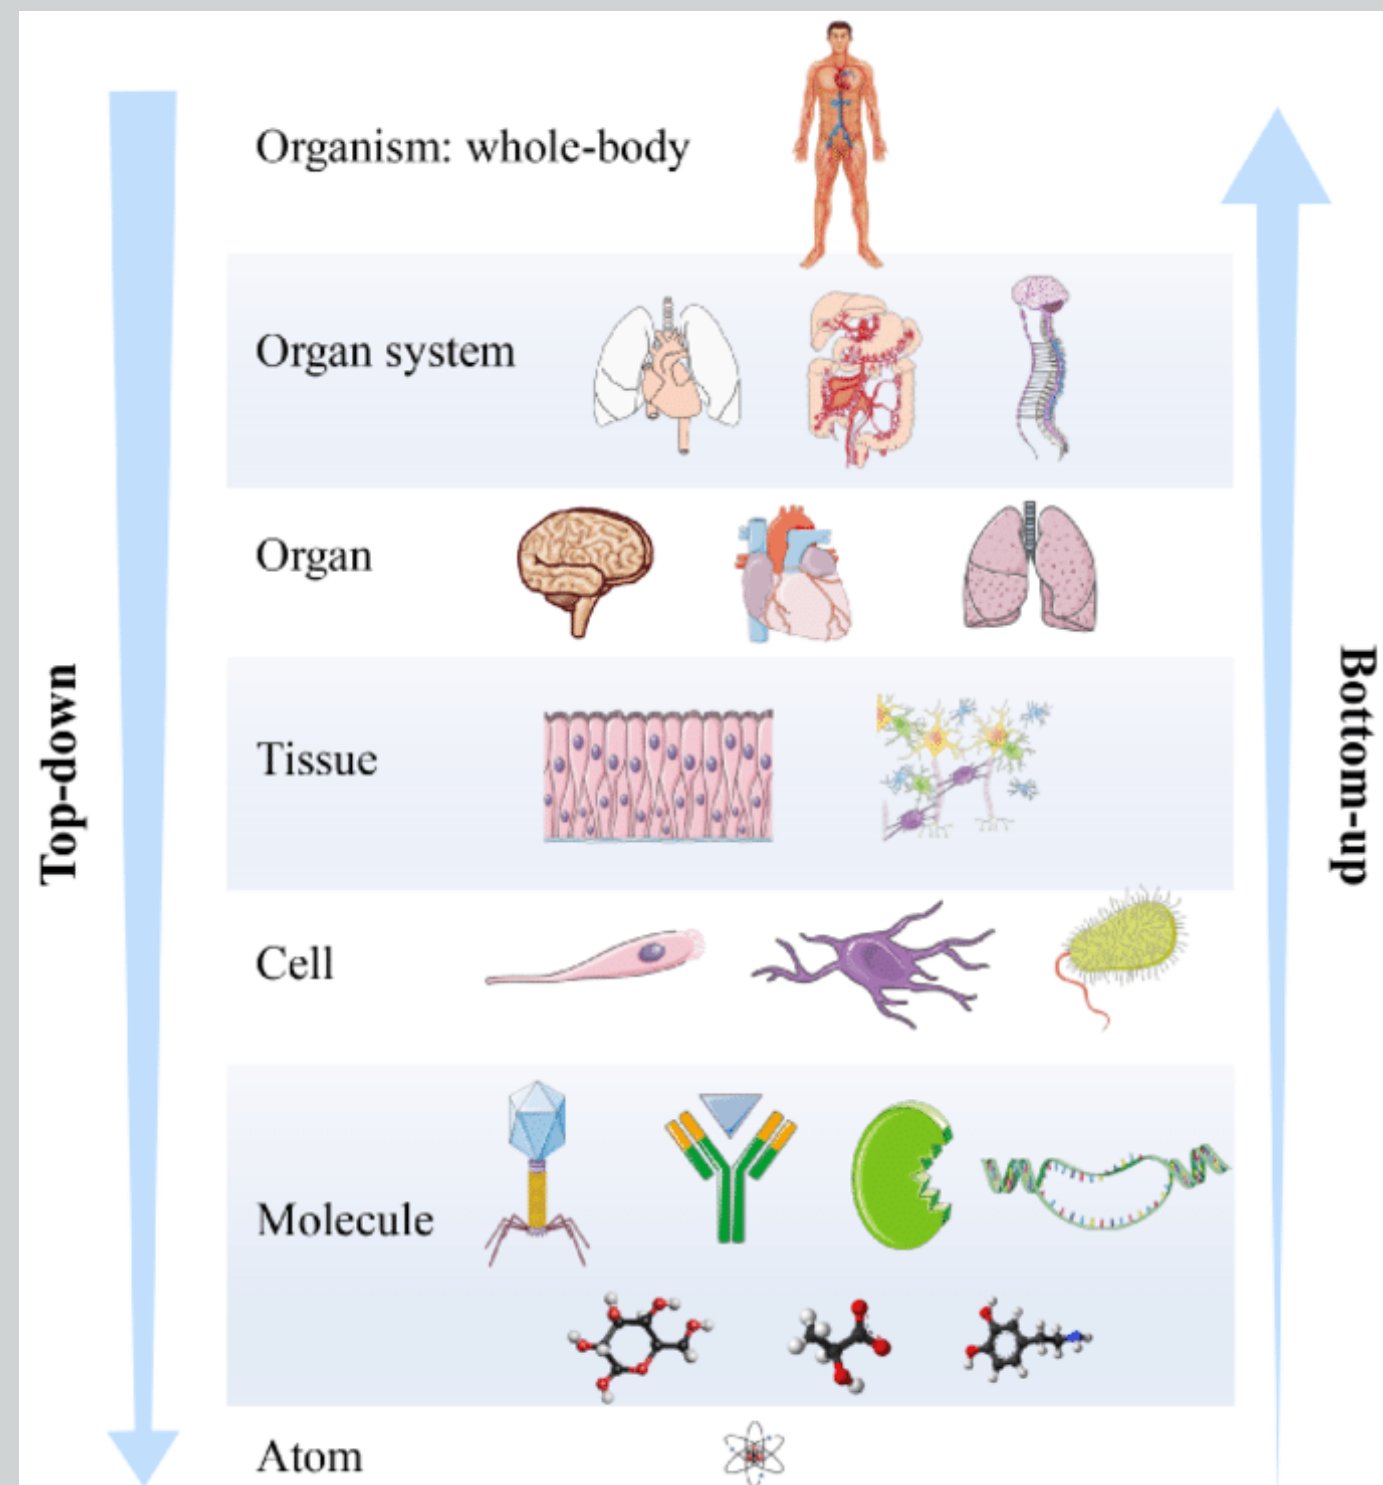 Organism: whole-body
Organ system
Organ
Top-down
Bottom-up
Tissue
Cell
Molecule
Atom